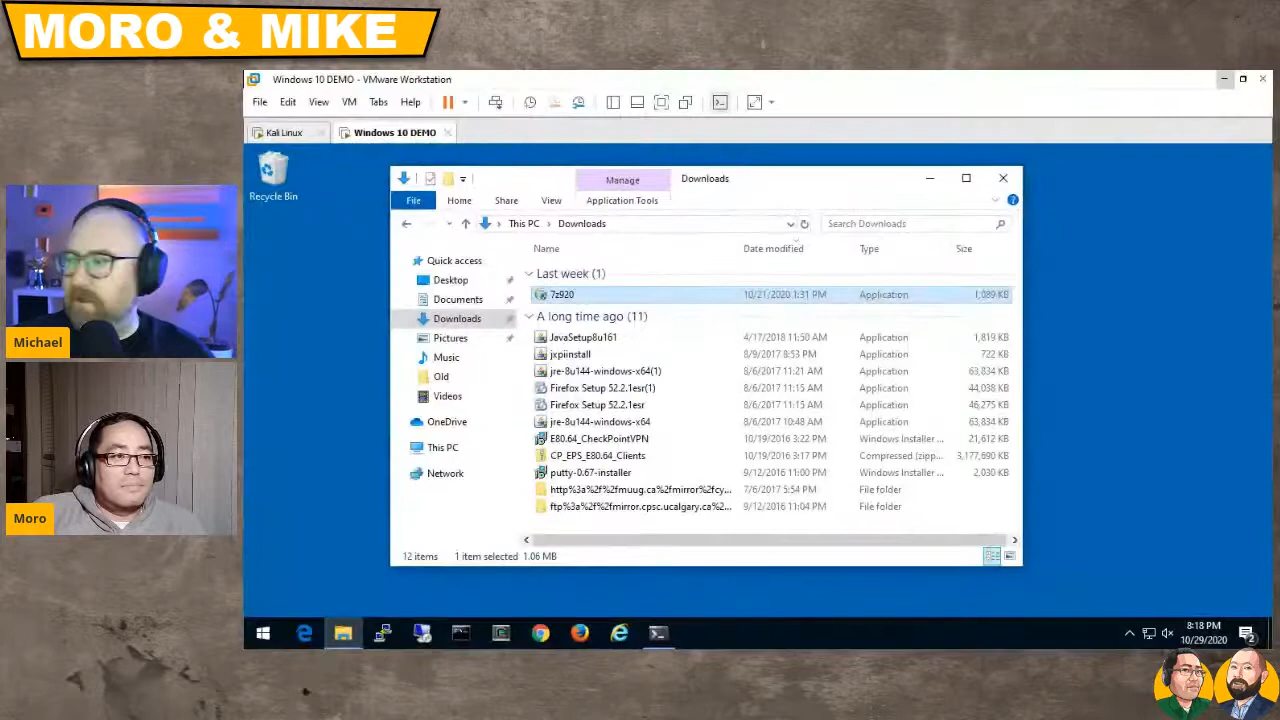 MORO & MIKE
Windows 10 DEMO - VMware Workstation
File Edit View VM Tabs Help
Kali Linux Windows 10 DEMO
Recycle Bin
Manage Downloads
File Home Share View Application Tools
This PC Downloads Search Downloads
Name Date modified Type Size
Quick access
Desktop
Documents
Downloads
Pictures
Music
Old
Videos
OneDrive
This PC
Network
Last week (1)
7z920 10/21/2020 1:31 PM Application 1,089 KB
A long time ago (11)
JavaSetup8u161 4/17/2018 11:50 AM Application 1,819 KB
jxpiinstall 8/9/2017 8:53 PM Application 722 KB
jre-8u144-windows-x64(1) 8/6/2017 11:21 AM Application 63,834 KB
Firefox Setup 52.2.1esr(1) 8/6/2017 11:15 AM Application 44,038 KB
Firefox Setup 52.2.1esr 8/6/2017 11:15 AM Application 46,275 KB
jre-8u144-windows-x64 8/6/2017 10:48 AM Application 63,834 KB
E80.64_CheckPointVPN 10/19/2016 3:22 PM Windows Installer ... 21,612 KB
CP_EPS_E80.64_Clients 10/19/2016 3:17 PM Compressed (zipp... 3,177,690 KB
putty-0.67-installer 9/12/2016 11:00 PM Windows Installer ... 2,030 KB
http%3a%2f%2fmuug.ca%2fmirror%2fcy... 7/6/2017 5:54 PM File folder
ftp%3a%2f%2fmirror.cpsc.ucalgary.ca%2... 9/12/2016 11:04 PM File folder
12 items 1 item selected 1.06 MB
Michael
Moro
8:18 PM
10/29/2020
2